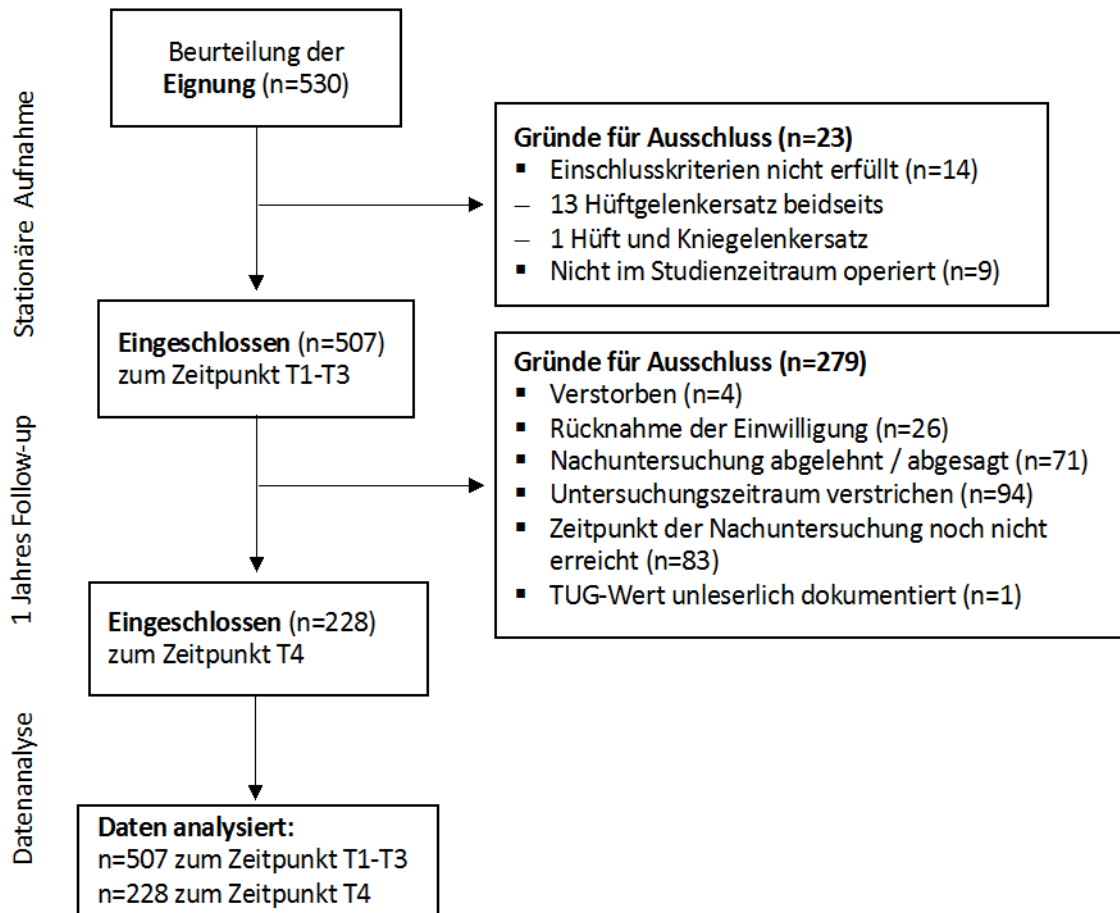 Beurteilung der
Eignung (n=530)
Stationäre Aufnahme
Gründe für Ausschluss (n=23)
▪ Einschlusskriterien nicht erfüllt (n=14)
– 13 Hüftgelenkersatz beidseits
– 1 Hüft und Kniegelenkersatz
▪ Nicht im Studienzeitraum operiert (n=9)
Eingeschlossen (n=507)
zum Zeitpunkt T1-T3
1 Jahres Follow-up
Gründe für Ausschluss (n=279)
▪ Verstorben (n=4)
▪ Rücknahme der Einwilligung (n=26)
▪ Nachuntersuchung abgelehnt / abgesagt (n=71)
▪ Untersuchungszeitraum verstrichen (n=94)
▪ Zeitpunkt der Nachuntersuchung noch nicht
erreicht (n=83)
▪ TUG-Wert unleserlich dokumentiert (n=1)
Eingeschlossen (n=228)
zum Zeitpunkt T4
Datenanalyse
Daten analysiert:
n=507 zum Zeitpunkt T1-T3
n=228 zum Zeitpunkt T4